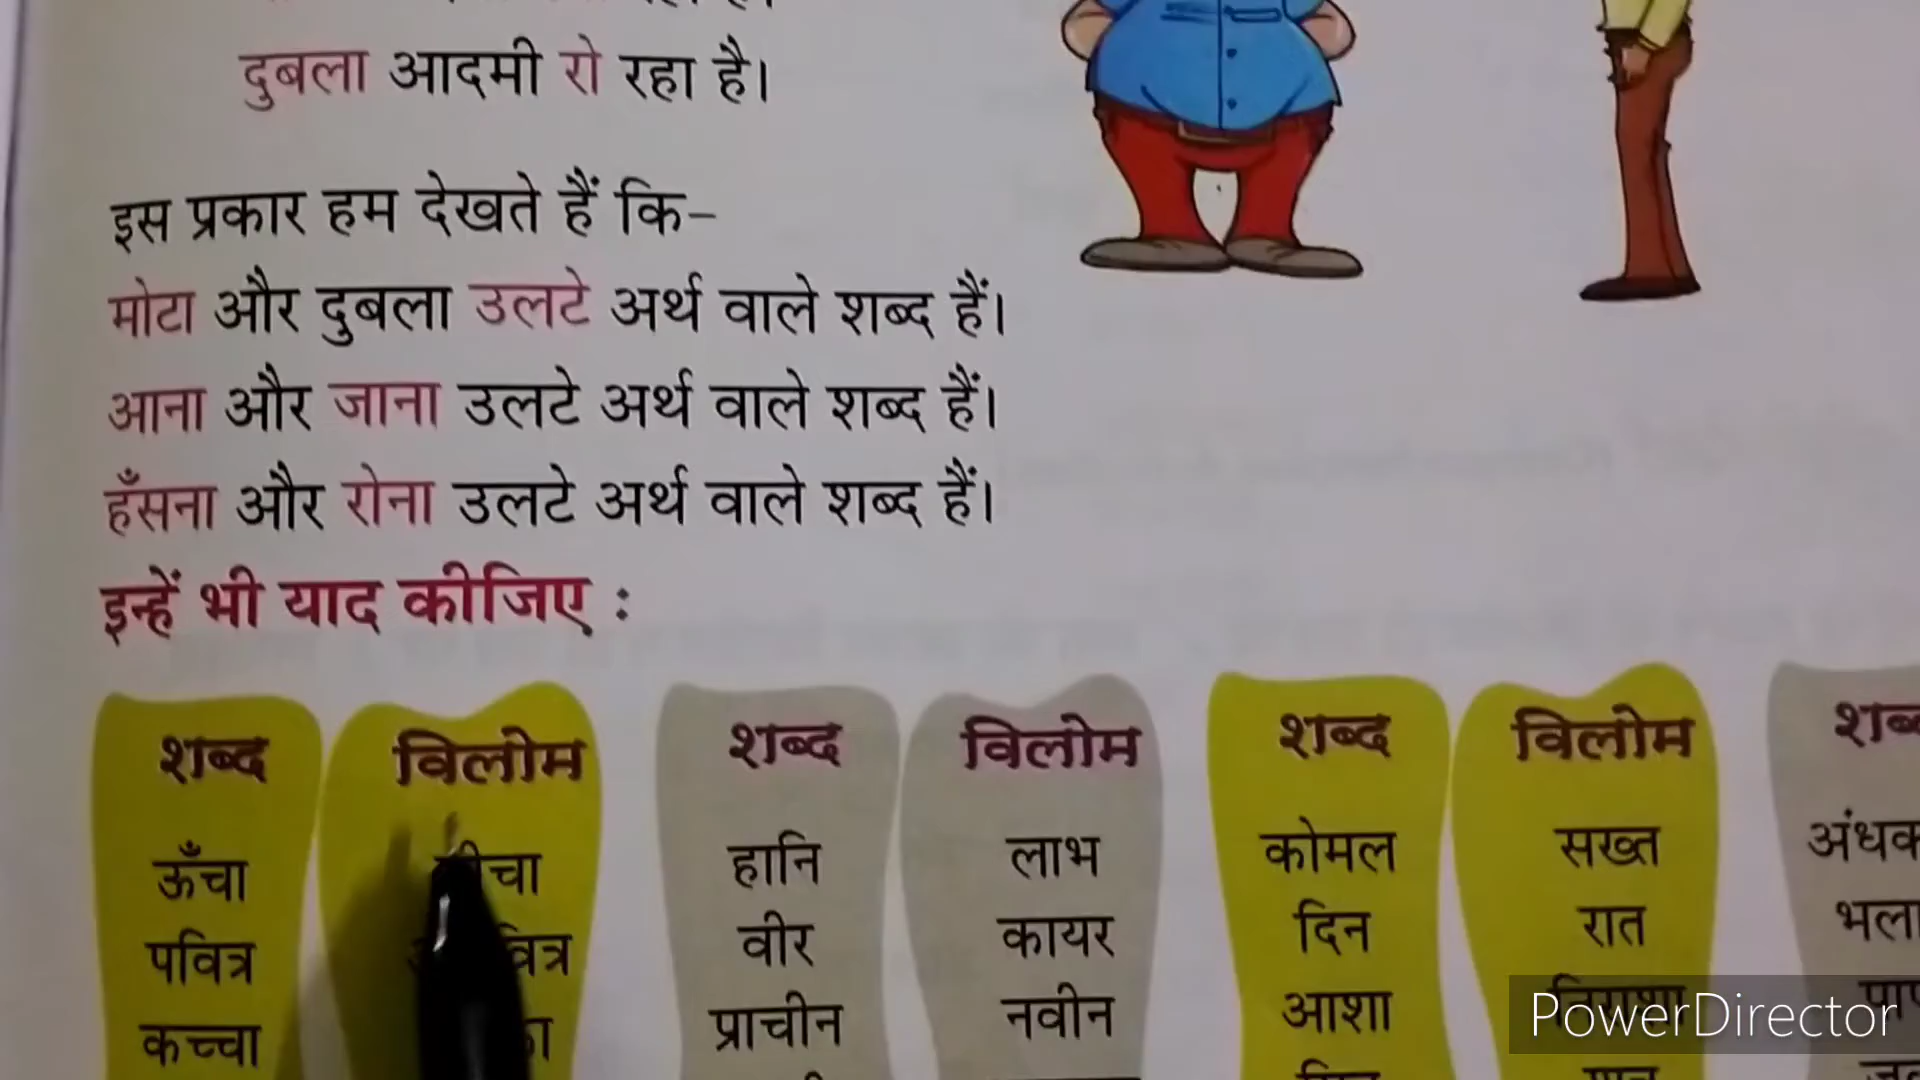 दुबला आदमी रो रहा है।
इस प्रकार हम देखते हैं कि–
मोटा और दुबला उलटे अर्थ वाले शब्द हैं।
आना और जाना उलटे अर्थ वाले शब्द हैं।
हँसना और रोना उलटे अर्थ वाले शब्द हैं।
इन्हें भी याद कीजिए :
शब्द विलोम शब्द विलोम शब्द विलोम
ऊँचा हानि लाभ कोमल सख्त
पवित्र वीर कायर दिन रात
कच्चा प्राचीन नवीन आशा
PowerDirector